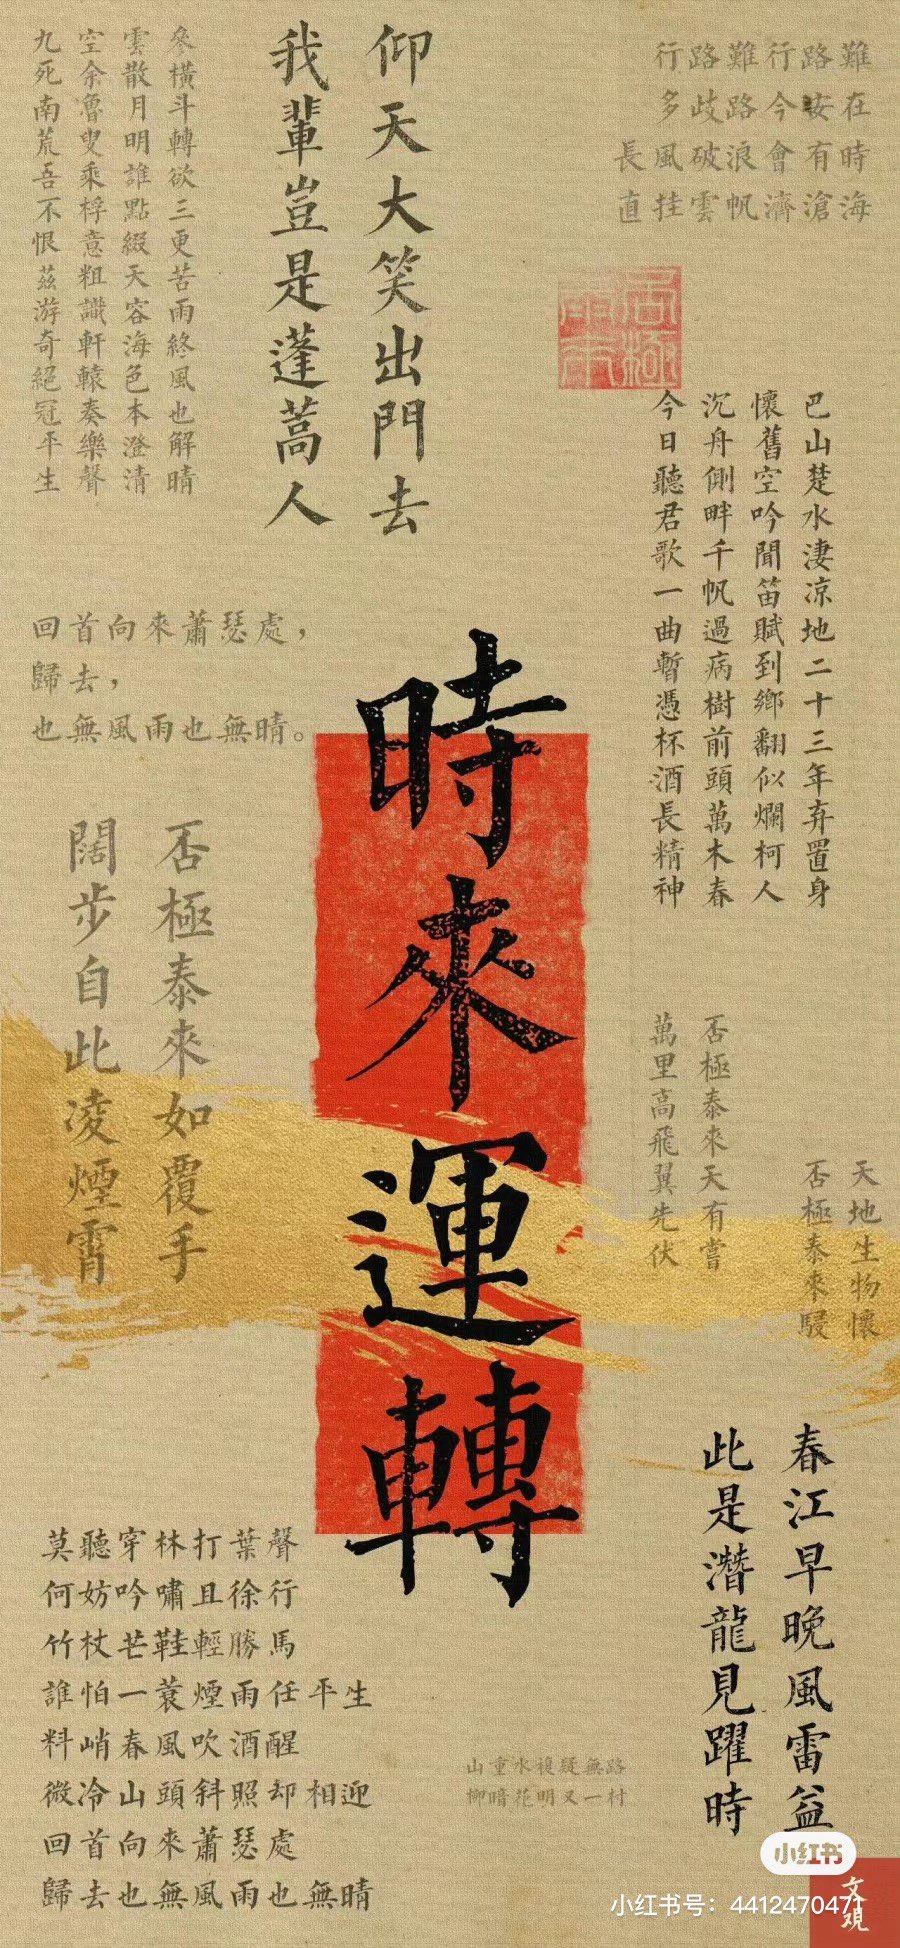 難路行難路行
在安今路歧多
時有會浪破風長
海滄濟帆雲挂直
仰天大笑出門去
我輩豈是蓬蒿人
參橫斗轉欲三更苦雨終風也解晴
雲散月明誰點綴天容海色本澄清
空余魯叟乘桴意粗識軒轅奏樂聲
九死南荒吾不恨茲游奇絕冠平生
否極泰來
巴山楚水淒涼地二十三年弃置身
懷舊空吟聞笛賦到鄉翻似爛柯人
沉舟側畔千帆過病樹前頭萬木春
今日聽君歌一曲暫憑杯酒長精神
回首向來蕭瑟處，
歸去，
也無風雨也無晴。
時來運轉
否極泰來如覆手
闊步自此凌煙霄
否極泰來天有嘗
萬里高飛翼先伏
天地生物懷
否極泰來駸
春江早晚風雷益
此是潛龍見躍時
莫聽穿林打葉聲
何妨吟嘯且徐行
竹杖芒鞋輕勝馬
誰怕一蓑煙雨任平生
料峭春風吹酒醒
微冷山頭斜照却相迎
回首向來蕭瑟處
歸去也無風雨也無晴
山重水複疑無路
柳暗花明又一村
小红书
小红书号：4412470471
文觀